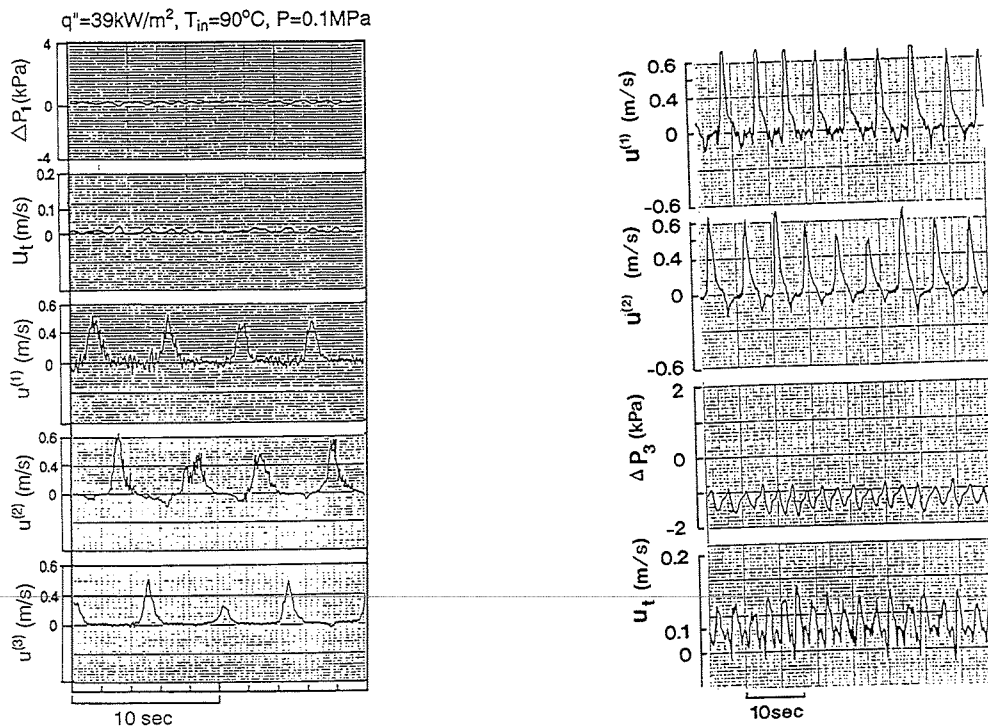 q"=39kW/m², T_in=90°C, P=0.1MPa
4
0
-4
△P₁(kPa)
0.2
0.1
0
u_t (m/s)
0.6
0.4
0
u⁽¹⁾ (m/s)
0.6
0.4
0
u⁽²⁾ (m/s)
0.6
0.4
0
u⁽³⁾ (m/s)
10 sec
0.6
0.4
0
-0.6
u⁽¹⁾ (m/s)
0.6
0.4
0
-0.6
u⁽²⁾ (m/s)
2
0
-2
△P₃ (kPa)
0.2
0.1
0
u_t (m/s)
10sec